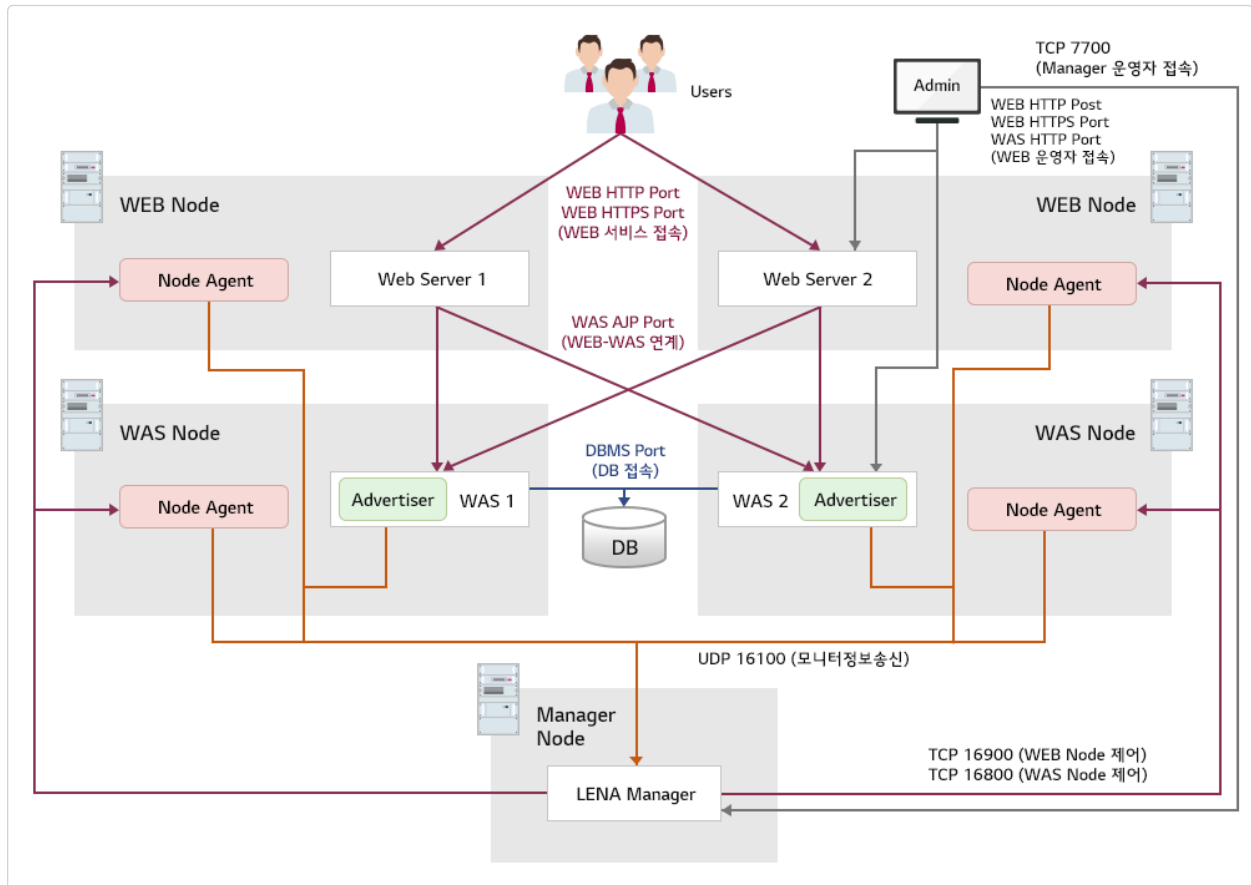 TCP 7700
(Manager 운영자 접속)
Users
Admin
WEB HTTP Post
WEB HTTPS Port
WAS HTTP Port
(WEB 운영자 접속)
WEB Node
WEB HTTP Port
WEB HTTPS Port
(WEB 서비스 접속)
WEB Node
Node Agent
Web Server 1
Web Server 2
Node Agent
WAS AJP Port
(WEB-WAS 연계)
WAS Node
WAS Node
DBMS Port
(DB 접속)
Node Agent
Advertiser
WAS 1
WAS 2
Advertiser
Node Agent
DB
UDP 16100 (모니터정보송신)
Manager
Node
TCP 16900 (WEB Node 제어)
TCP 16800 (WAS Node 제어)
LENA Manager